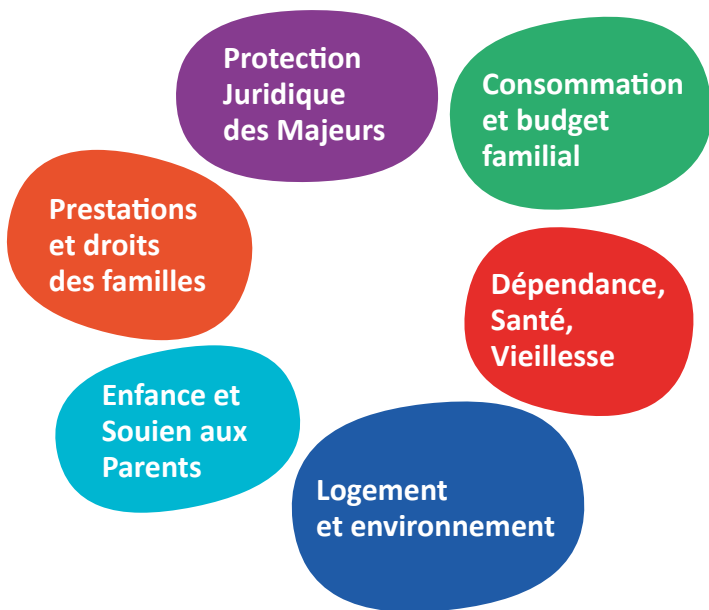 Protection
Juridique
des Majeurs
Consommation
et budget
familial
Prestations
et droits
des familles
Dépendance,
Santé,
Vieillesse
Enfance et
Souien aux
Parents
Logement
et environnement